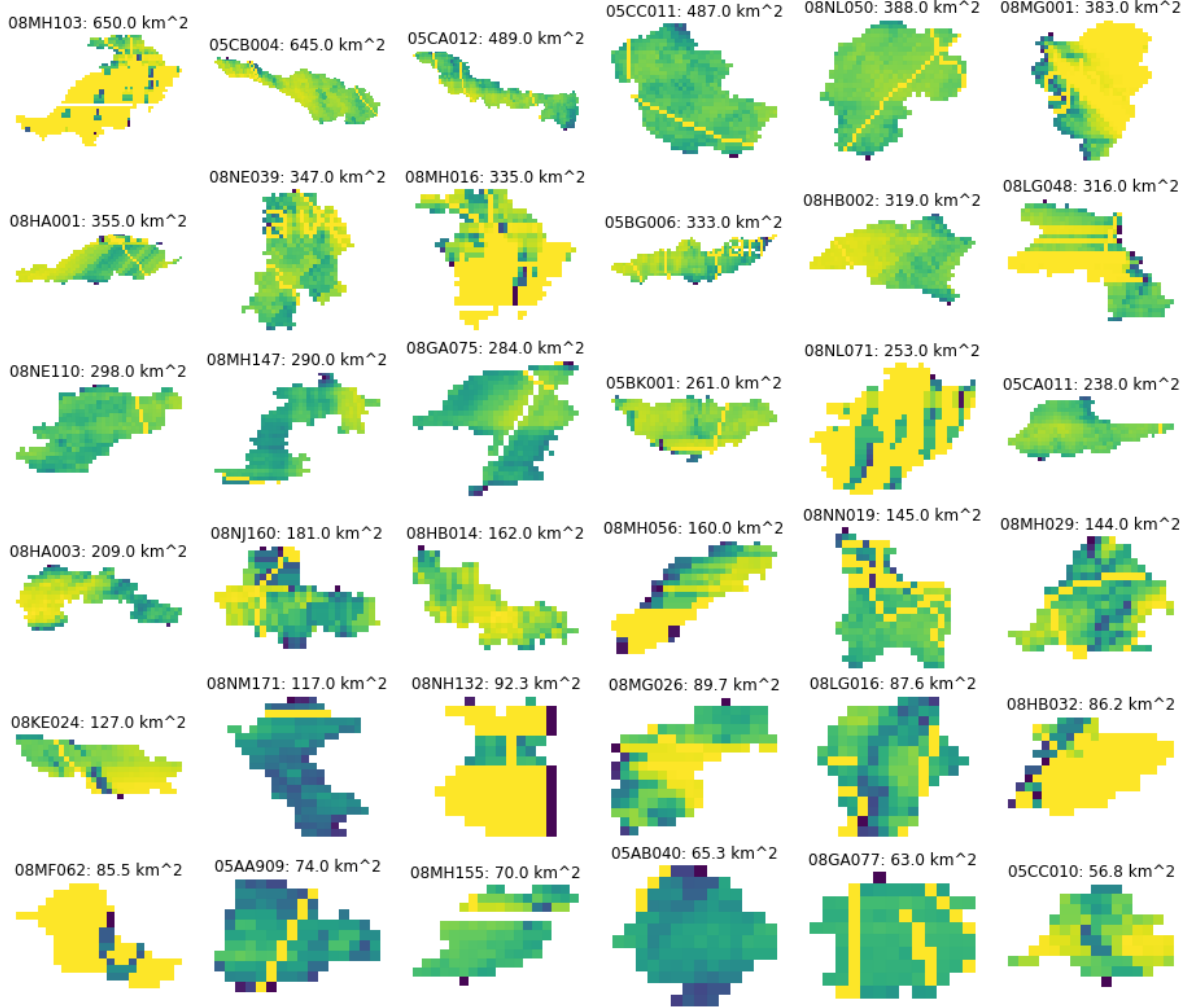 08MH103: 650.0 km^2
05CB004: 645.0 km^2
05CA012: 489.0 km^2
05CC011: 487.0 km^2
08NL050: 388.0 km^2
08MG001: 383.0 km^2
08HA001: 355.0 km^2
08NE039: 347.0 km^2
08MH016: 335.0 km^2
05BG006: 333.0 km^2
08HB002: 319.0 km^2
08LG048: 316.0 km^2
08NE110: 298.0 km^2
08MH147: 290.0 km^2
08GA075: 284.0 km^2
05BK001: 261.0 km^2
08NL071: 253.0 km^2
05CA011: 238.0 km^2
08HA003: 209.0 km^2
08NJ160: 181.0 km^2
08HB014: 162.0 km^2
08MH056: 160.0 km^2
08NN019: 145.0 km^2
08MH029: 144.0 km^2
08KE024: 127.0 km^2
08NM171: 117.0 km^2
08NH132: 92.3 km^2
08MG026: 89.7 km^2
08LG016: 87.6 km^2
08HB032: 86.2 km^2
08MF062: 85.5 km^2
05AA909: 74.0 km^2
08MH155: 70.0 km^2
05AB040: 65.3 km^2
08GA077: 63.0 km^2
05CC010: 56.8 km^2